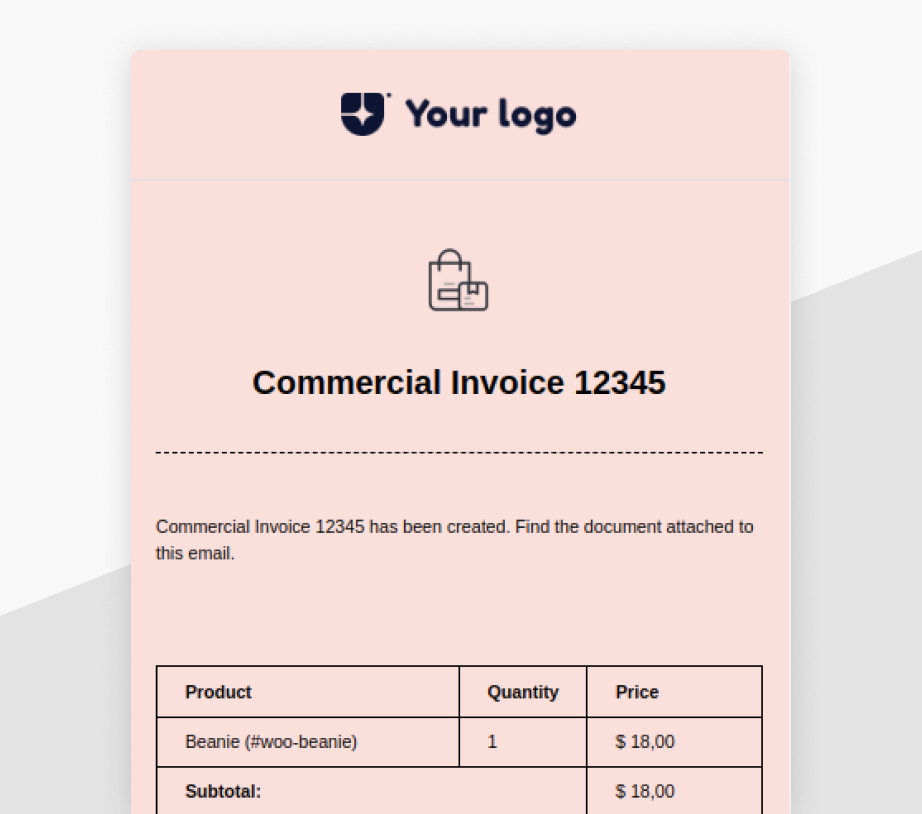 Your logo
Commercial Invoice 12345
Commercial Invoice 12345 has been created. Find the document attached to
this email.
Product Quantity Price
Beanie (#woo-beanie) 1 $ 18,00
Subtotal: $ 18,00